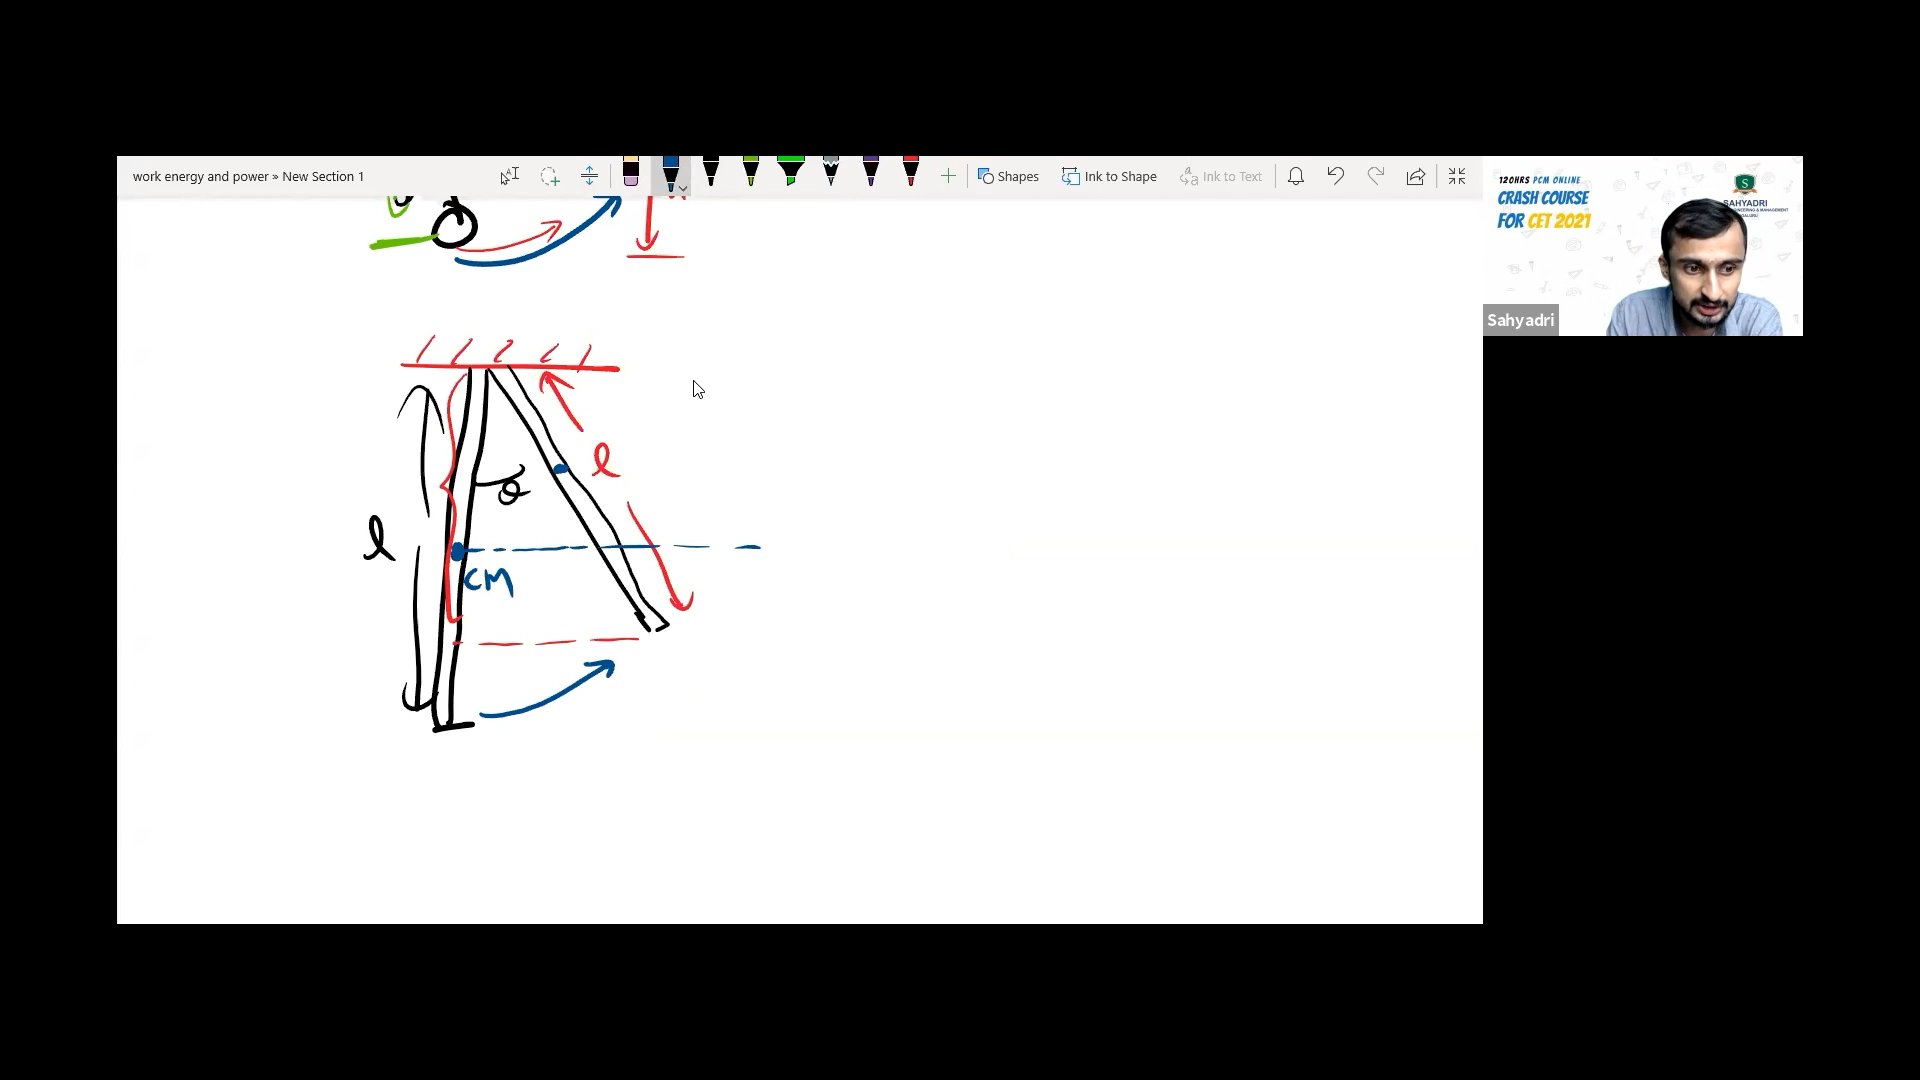 work energy and power » New Section 1
Shapes
Ink to Shape
Ink to Text
120HRS PCM ONLINE
CRASH COURSE
FOR CET 2021
S
SAHYADRI
Sahyadri
l
θ
l
CM